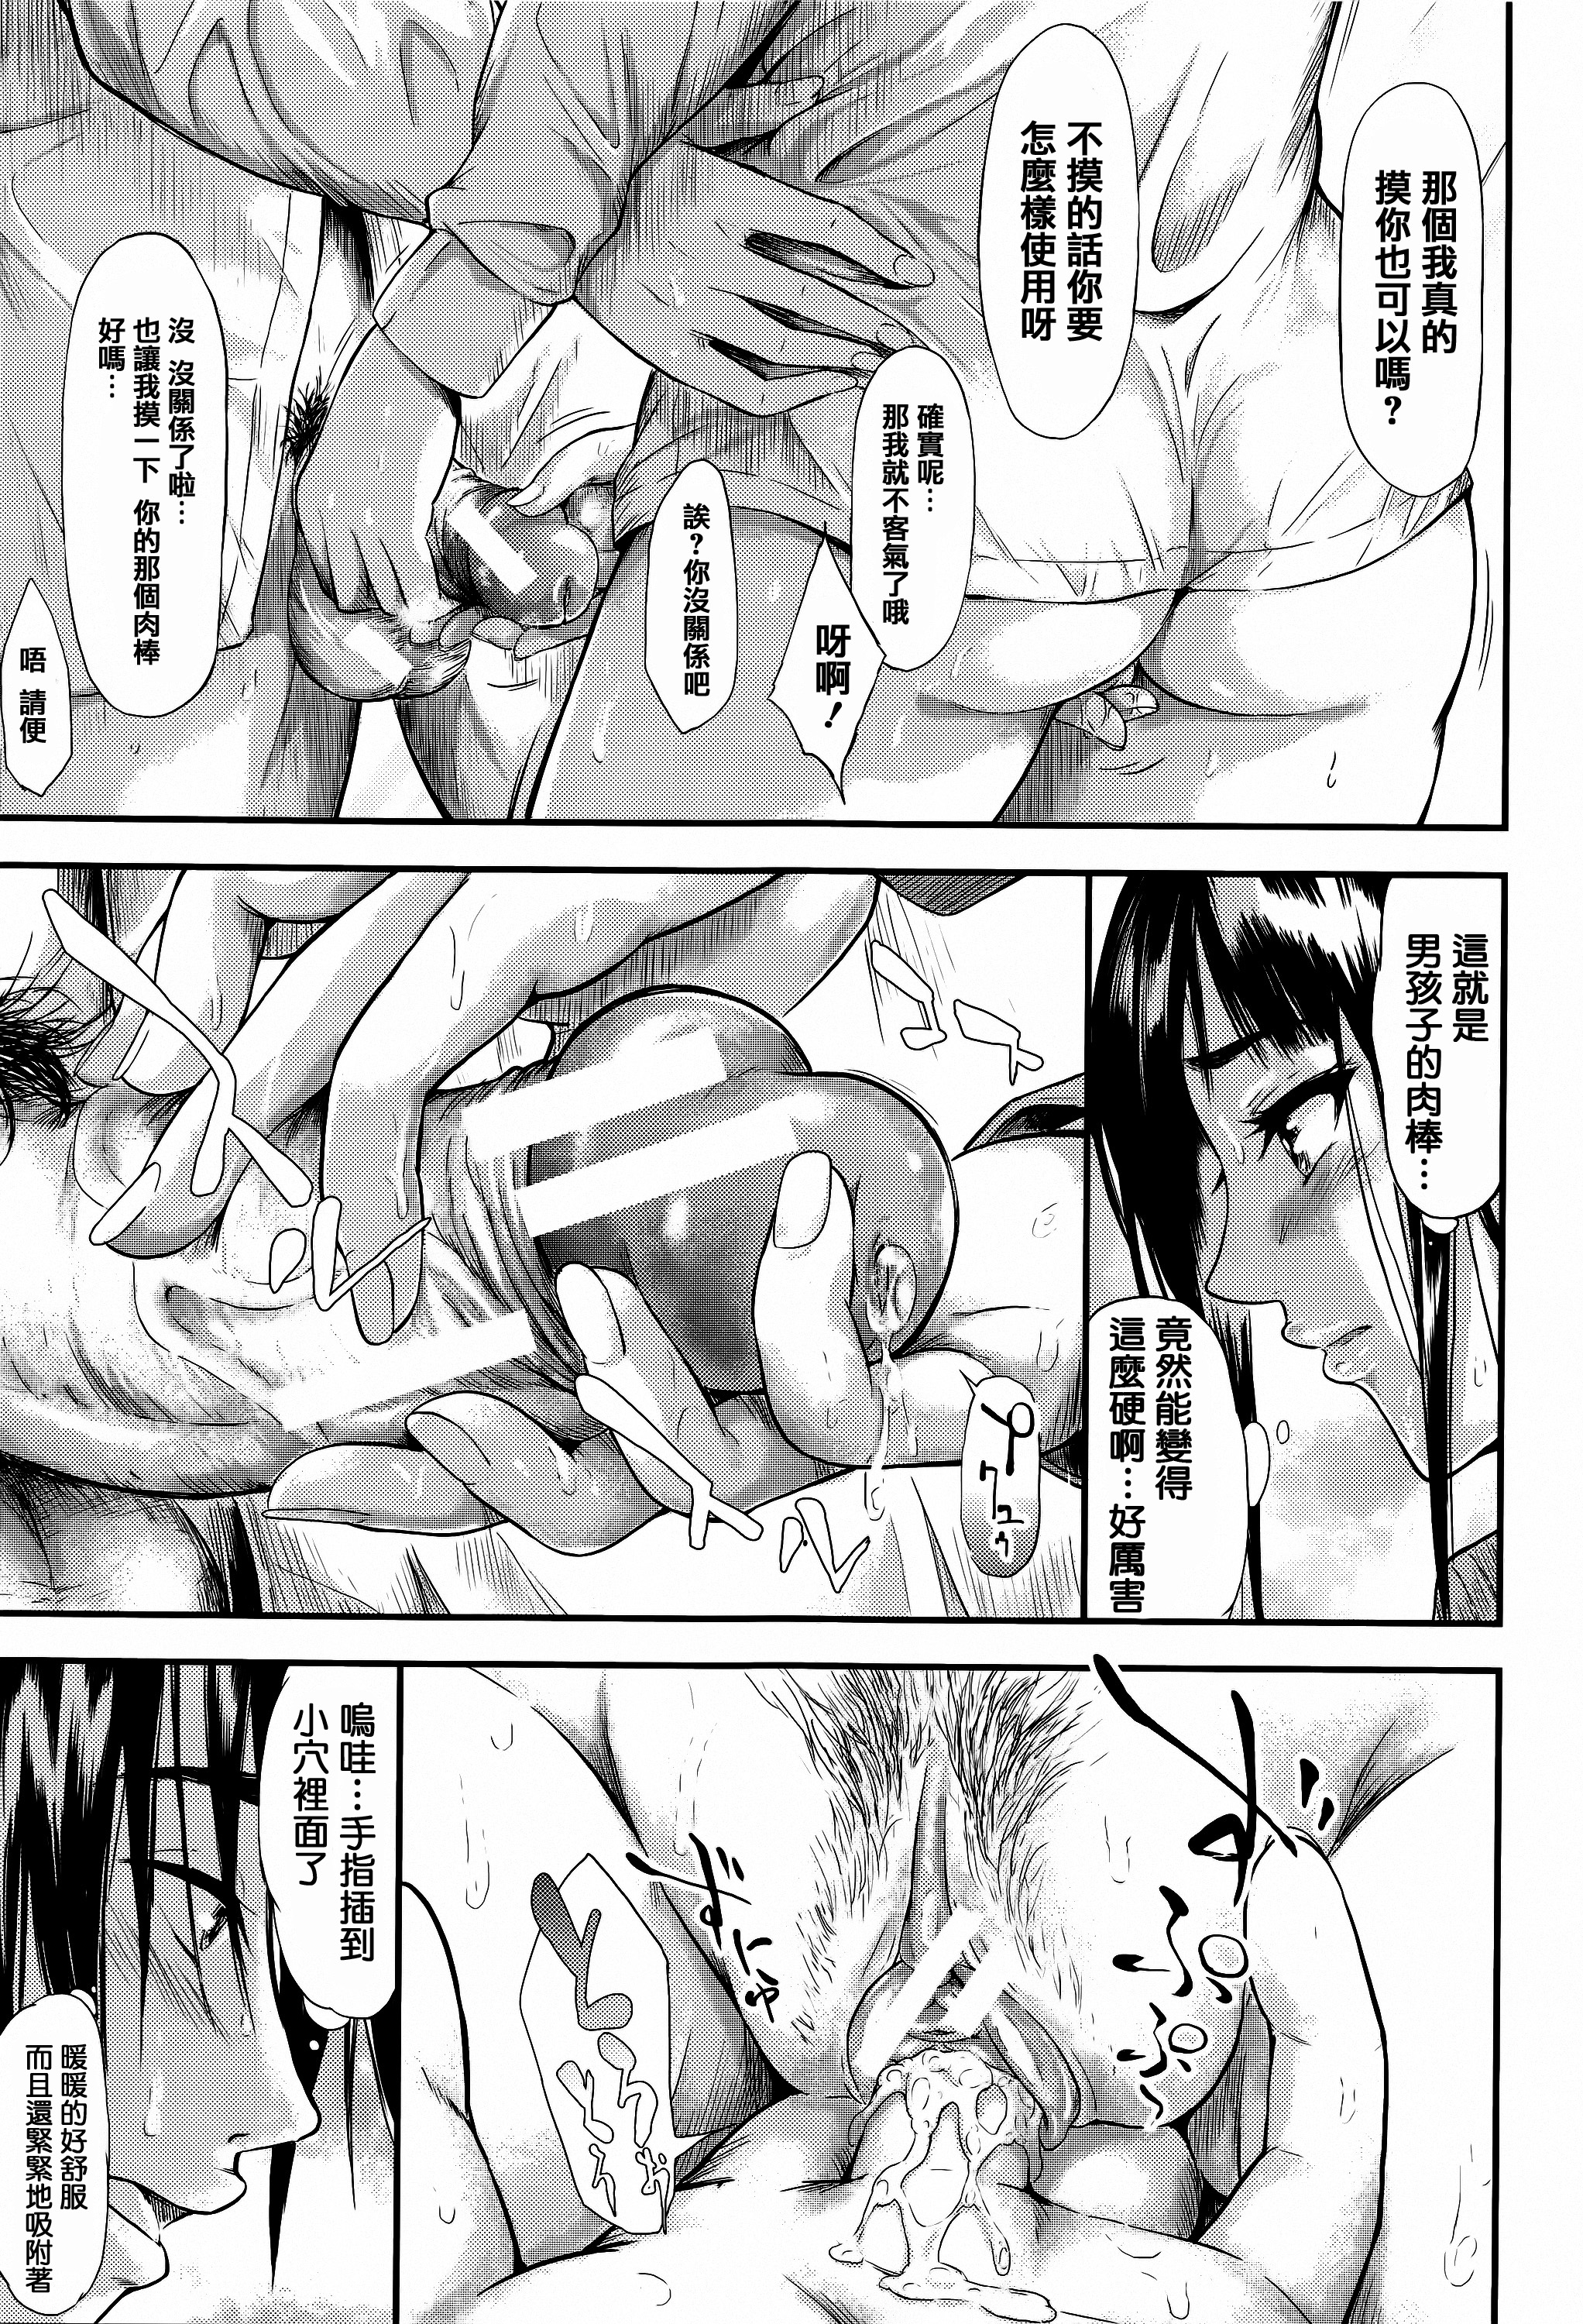 那個我真的
摸你也可以嗎?
不摸的話你要
怎麼樣使用呀
確實呢…
那我就不客氣了哦
呀啊!
誒?你沒關係吧
沒 沒關係了啦…
也讓我摸一下 你的那個肉棒
好嗎…
唔 請便
這就是
男孩子的肉棒…
竟然能變得
這麼硬啊…好厲害
嗚哇…手指插到
小穴裡面了
暖暖的好舒服
而且還緊緊地吸附著